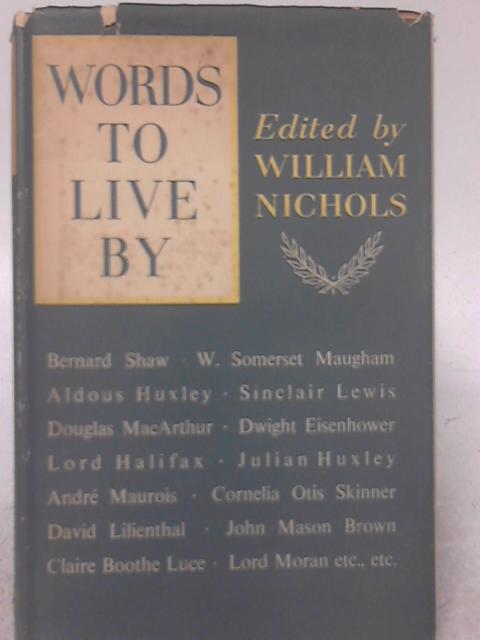 WORDS
TO
LIVE
BY
Edited by
WILLIAM
NICHOLS
Bernard Shaw · W. Somerset Maugham
Aldous Huxley · Sinclair Lewis
Douglas MacArthur · Dwight Eisenhower
Lord Halifax · Julian Huxley
André Maurois · Cornelia Otis Skinner
David Lilienthal · John Mason Brown
Claire Boothe Luce · Lord Moran etc., etc.